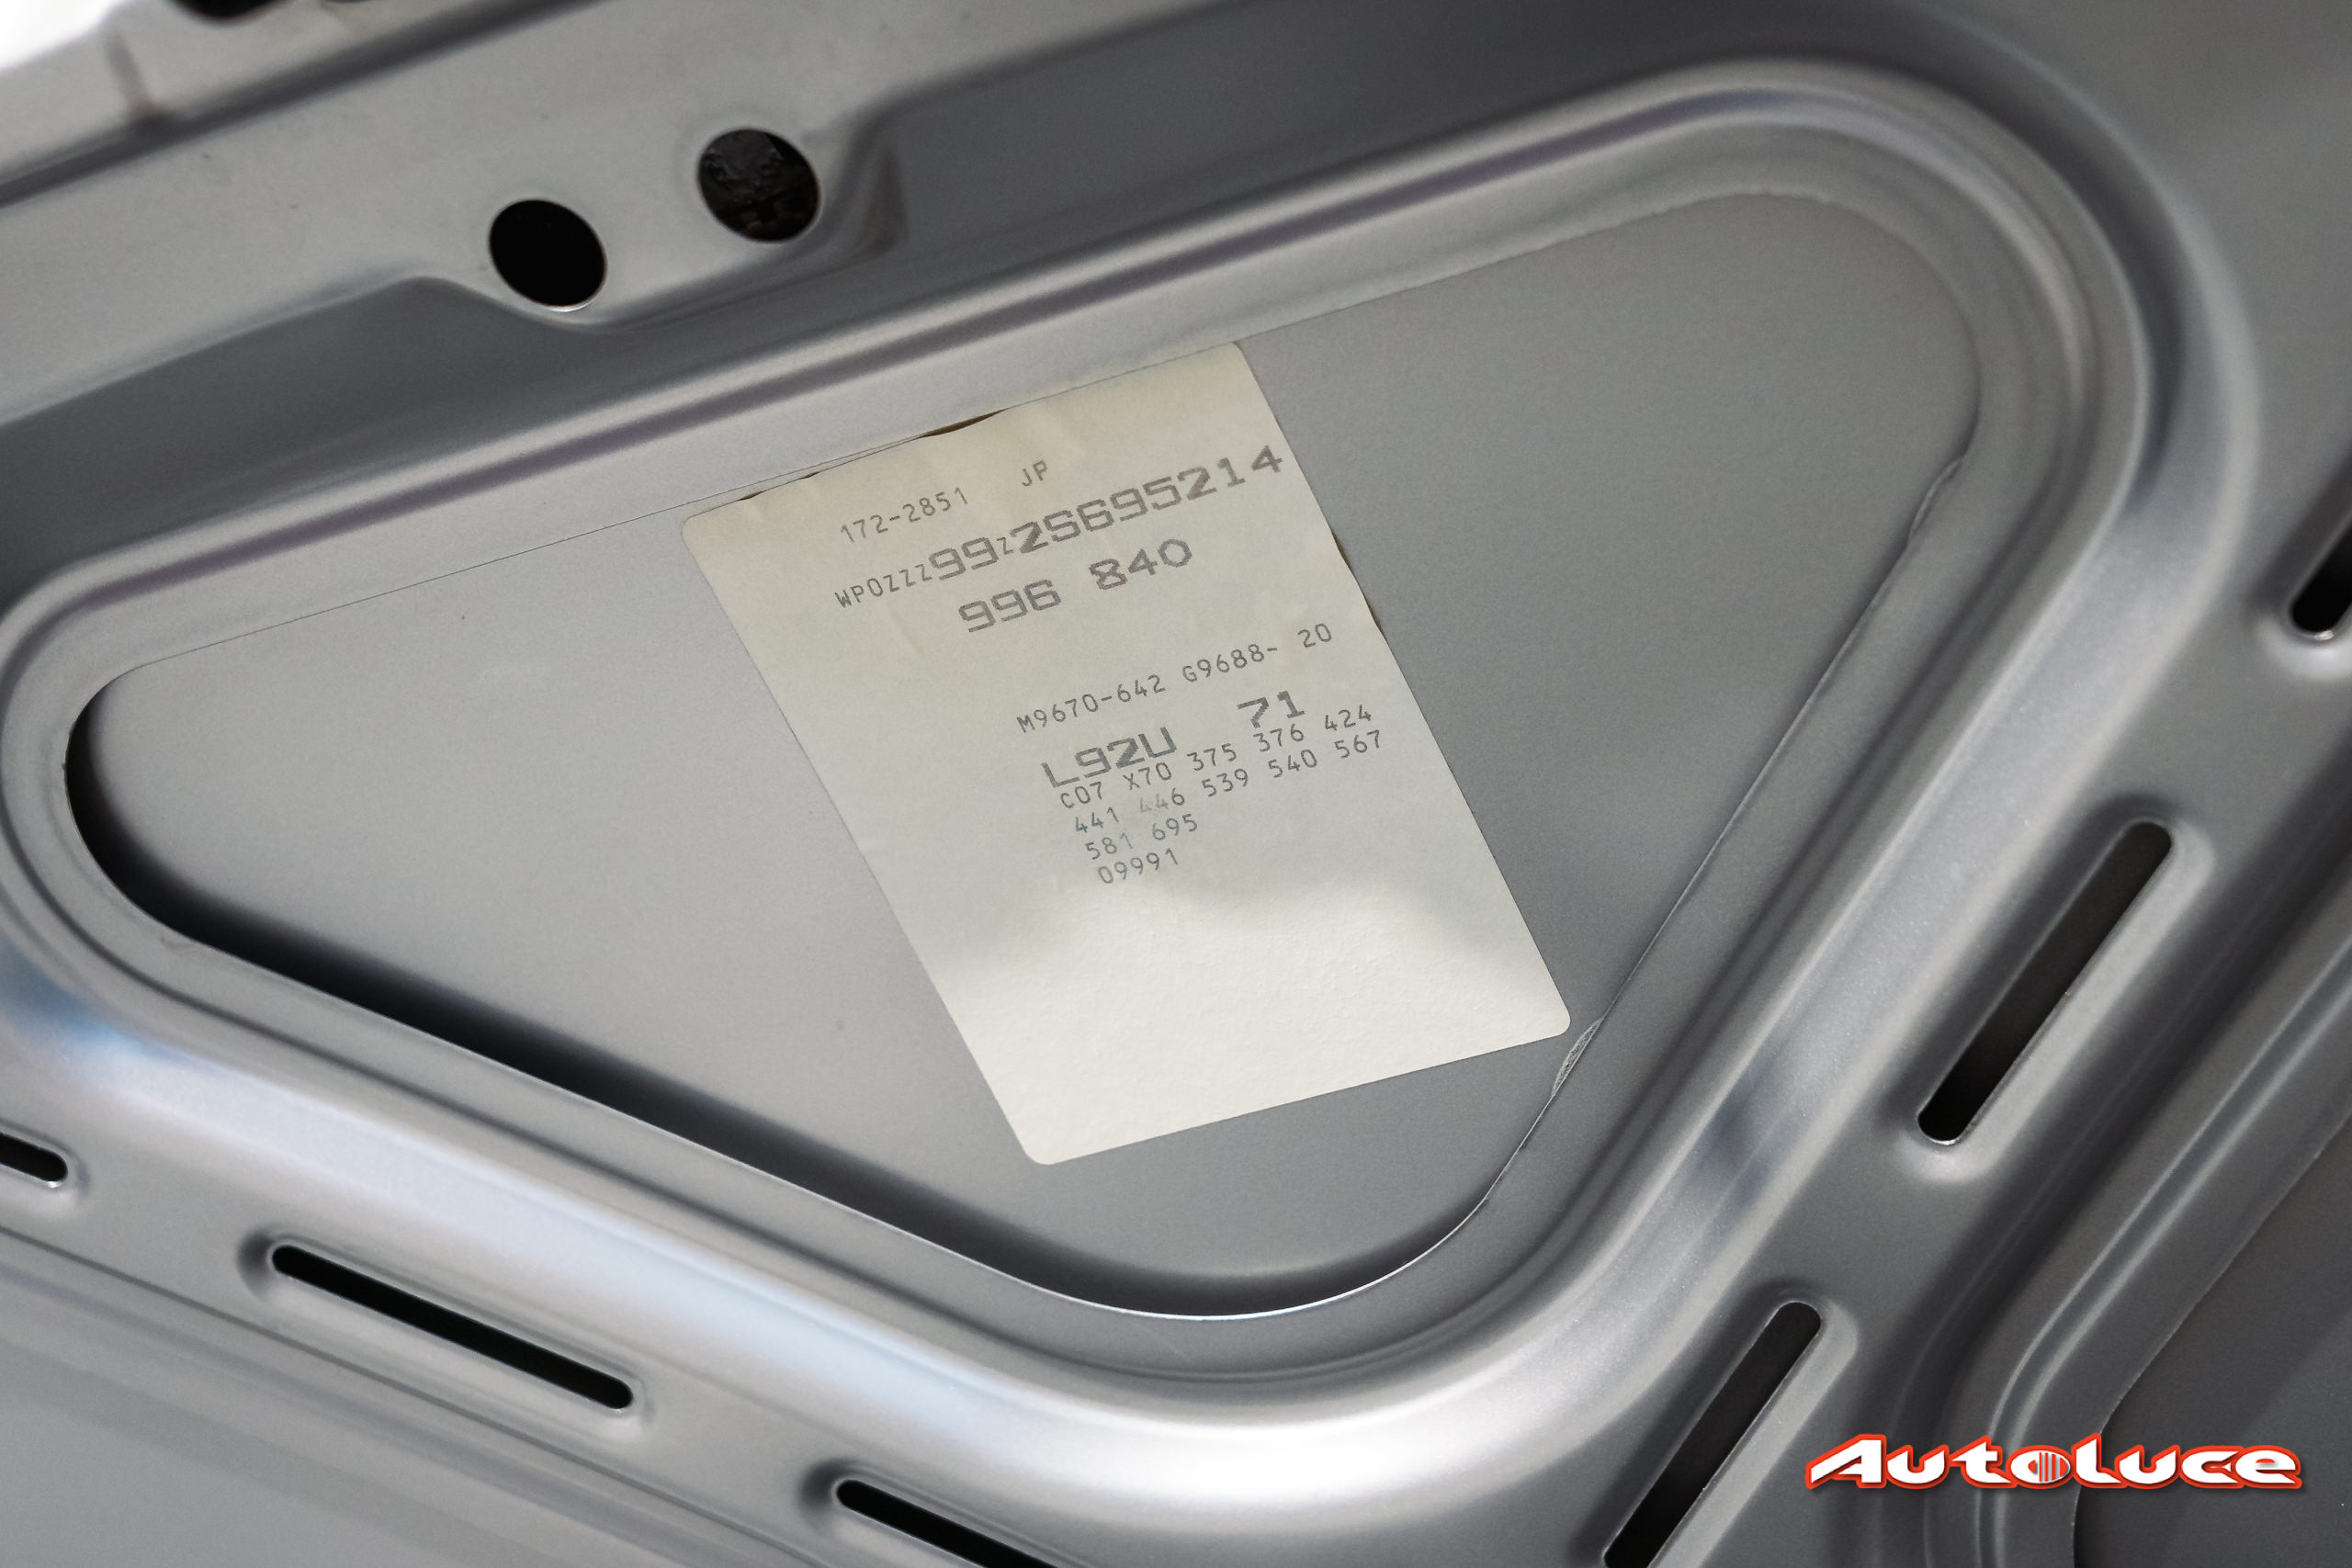 172-2851 JP
WP0ZZZ99ZZS695214
996 840
M9670-642 G9688- 20
L92U 71
C07 X70 375 376 424
441 446 539 540 567
581 695
09991
Autoluce